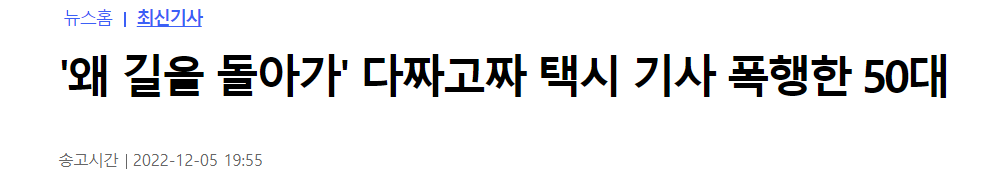 뉴스홈 | 최신기사
'왜 길을 돌아가' 다짜고짜 택시 기사 폭행한 50대
송고시간 | 2022-12-05 19:55